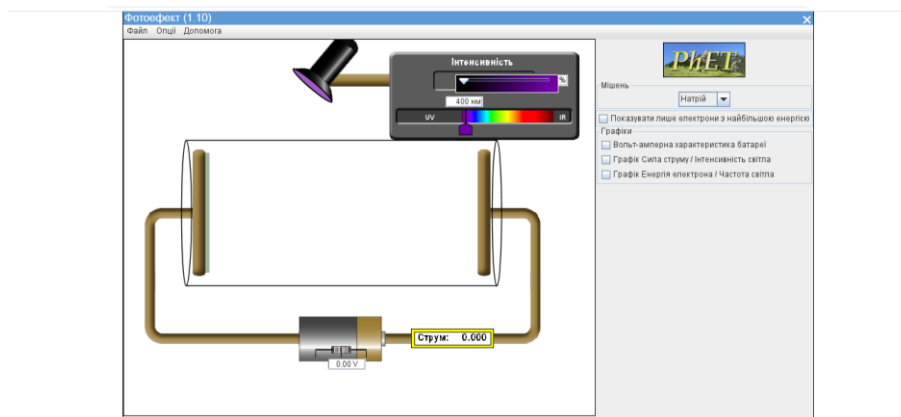 Фотоефект (1.10)
Файл Опції Допомога
Інтенсивність
%
400 нм
UV
IR
Струм: 0.000
0.00 V
PhET
Мішень
Натрій
Показувати лише електрони з найбільшою енергією
Графіки
Вольт-амперна характеристика батареї
Графік Сила струму / Інтенсивність світла
Графік Енергія електрона / Частота світла